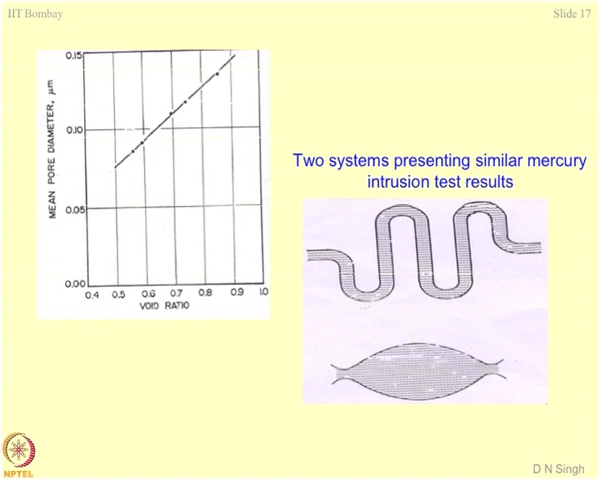 IIT Bombay
Slide 17
MEAN PORE DIAMETER, μm
0.15
0.10
0.05
0.00
0.4 0.5 0.6 0.7 0.8 0.9 1.0
VOID RATIO
Two systems presenting similar mercury
intrusion test results
NPTEL
D N Singh